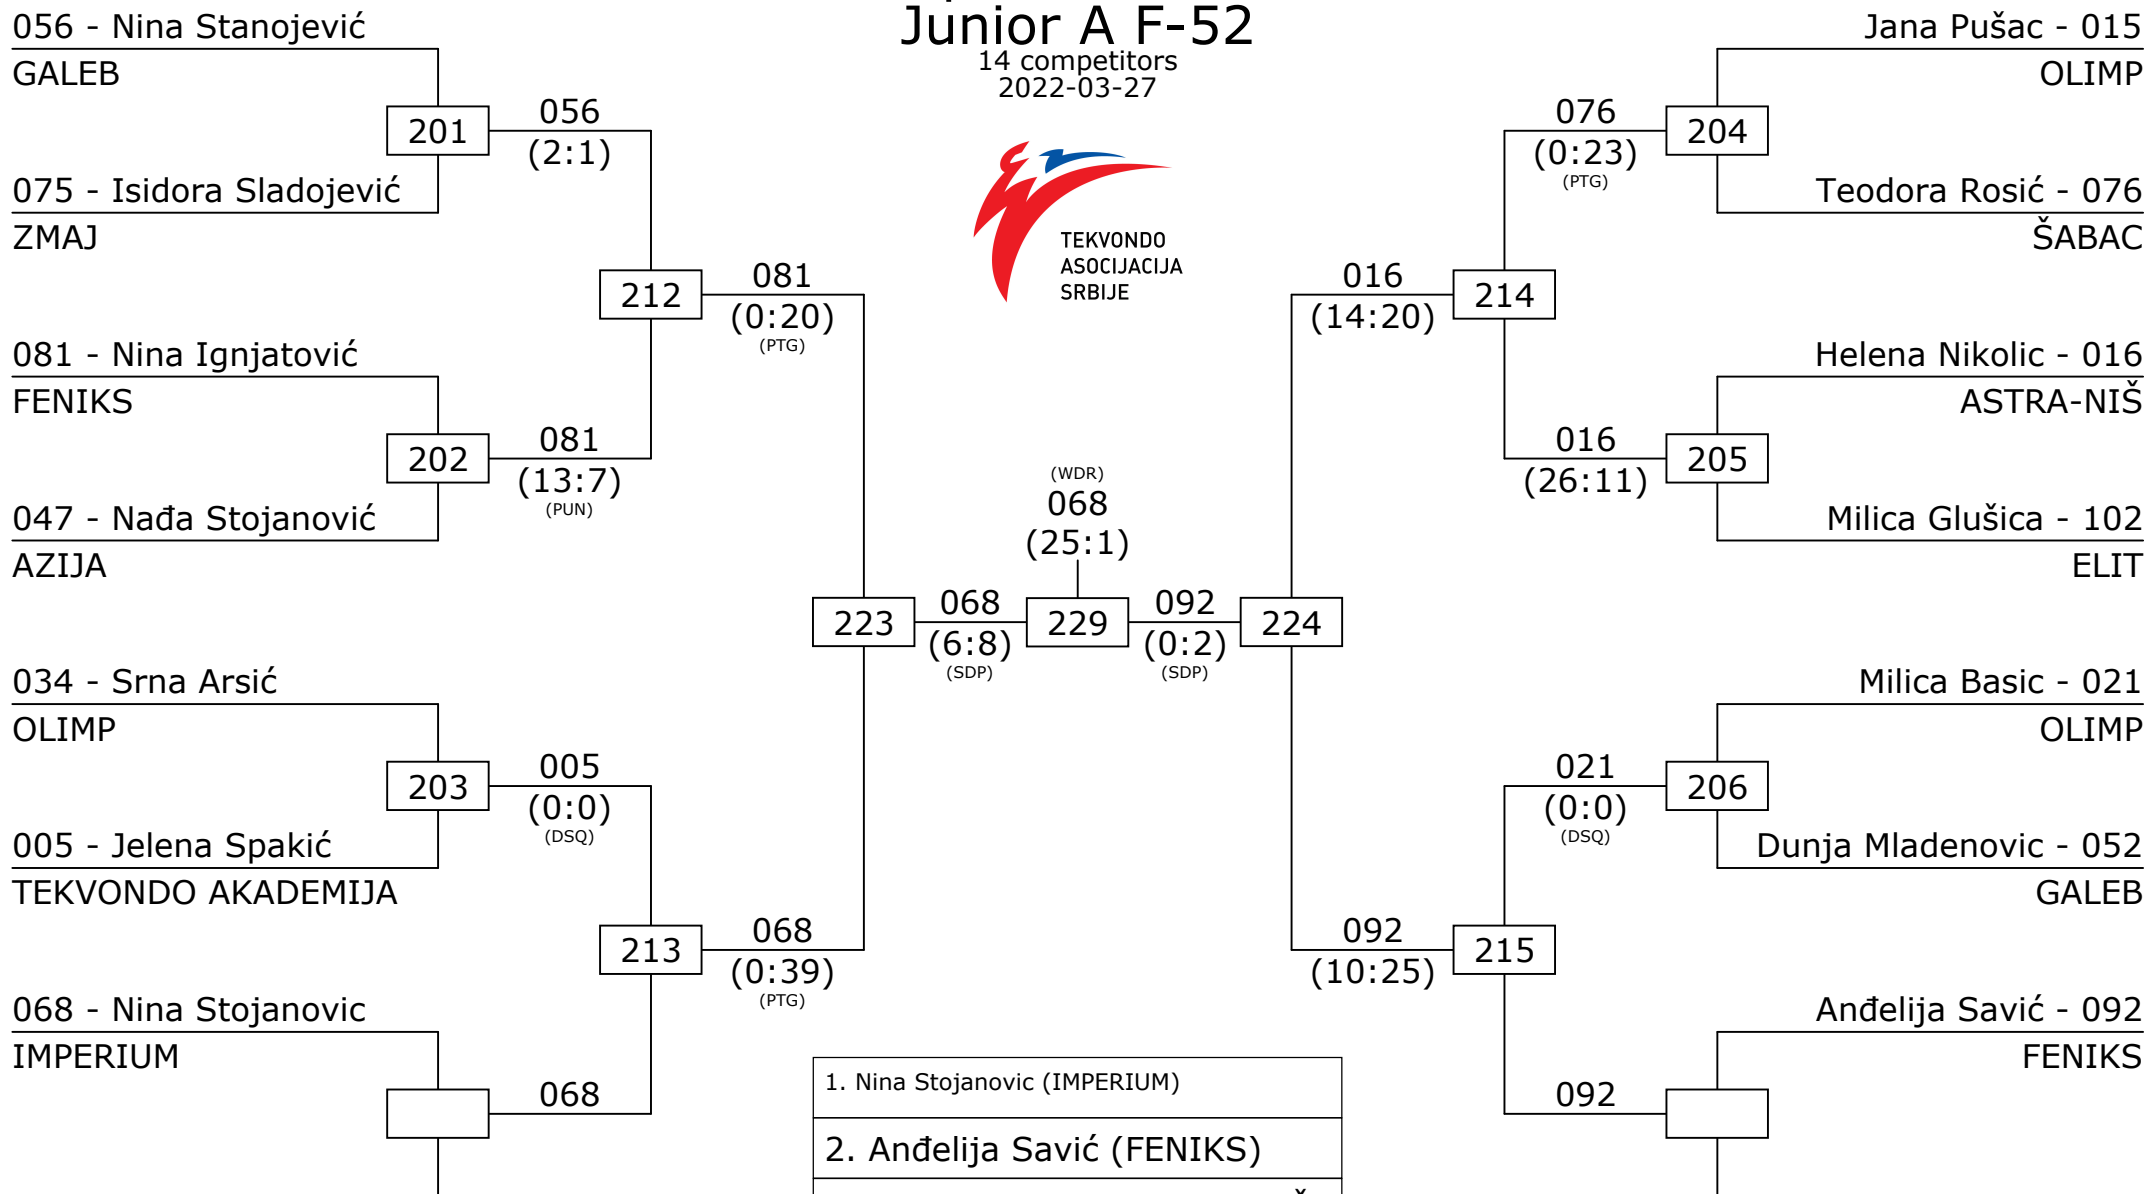 Junior A F-52
14 competitors
2022-03-27
TEKVONDO
ASOCIJACIJA
SRBIJE
056 - Nina Stanojević
GALEB
201
056
(2:1)
075 - Isidora Sladojević
ZMAJ
212
081
(0:20)
(PTG)
081 - Nina Ignjatović
FENIKS
202
081
(13:7)
(PUN)
047 - Nađa Stojanović
AZIJA
223
068
(6:8)
(SDP)
034 - Srna Arsić
OLIMP
203
005
(0:0)
(DSQ)
005 - Jelena Spakić
TEKVONDO AKADEMIJA
213
068
(0:39)
(PTG)
068 - Nina Stojanovic
IMPERIUM
068
(WDR)
068
(25:1)
229
Jana Pušac - 015
OLIMP
076
(0:23)
(PTG)
204
Teodora Rosić - 076
ŠABAC
016
(14:20)
214
Helena Nikolic - 016
ASTRA-NIŠ
016
(26:11)
205
Milica Glušica - 102
ELIT
092
(0:2)
(SDP)
224
Milica Basic - 021
OLIMP
021
(0:0)
(DSQ)
206
Dunja Mladenovic - 052
GALEB
092
(10:25)
215
Anđelija Savić - 092
FENIKS
092
1. Nina Stojanovic (IMPERIUM)
2. Anđelija Savić (FENIKS)